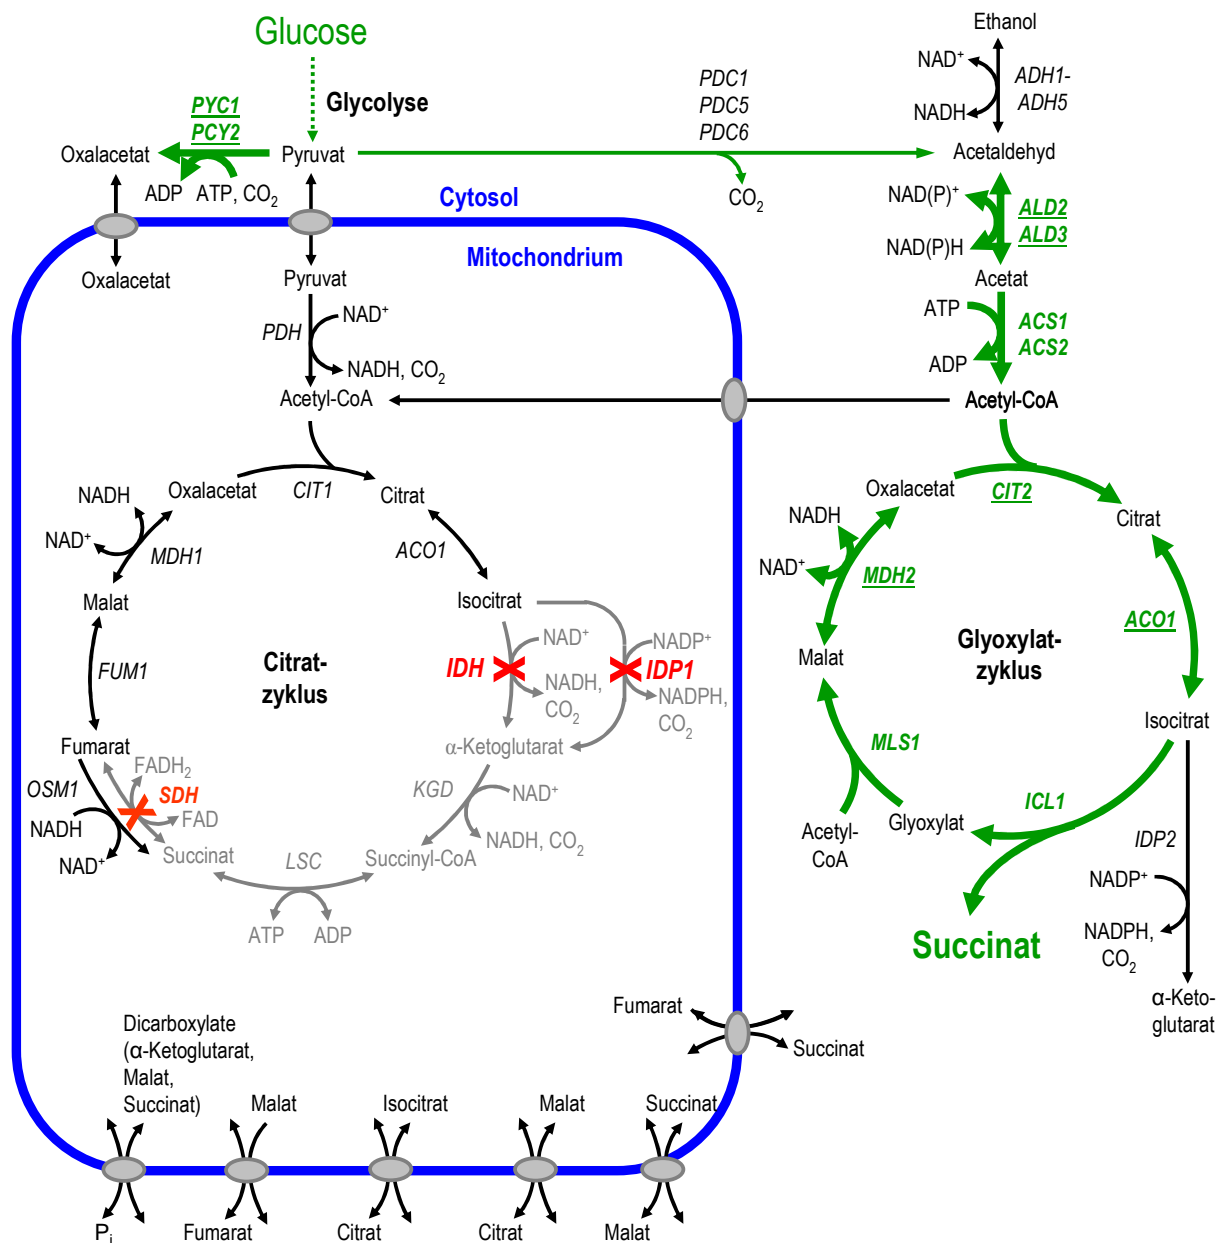 Glucose
Glycolyse
PYC1
PCY2
Oxalacetat
Pyruvat
ADP
ATP, CO2
PDC1
PDC5
PDC6
CO2
Ethanol
NAD+
NADH
ADH1-
ADH5
Acetaldehyd
NAD(P)+
NAD(P)H
ALD2
ALD3
Acetat
ATP
ADP
ACS1
ACS2
Acetyl-CoA
Cytosol
Mitochondrium
Oxalacetat
Pyruvat
PDH
NAD+
NADH, CO2
Acetyl-CoA
Oxalacetat
CIT1
Citrat
NADH
NAD+
MDH1
ACO1
Malat
Isocitrat
FUM1
Citrat-
zyklus
IDH
NAD+
NADH,
CO2
IDP1
NADP+
NADPH,
CO2
Fumarat
α-Ketoglutarat
OSM1
NADH
NAD+
FADH2
SDH
FAD
KGD
NAD+
NADH, CO2
Succinat
LSC
Succinyl-CoA
ATP
ADP
Oxalacetat
CIT2
Citrat
NADH
NAD+
MDH2
ACO1
Malat
Glyoxylat-
zyklus
Isocitrat
MLS1
ICL1
Acetyl-
CoA
Glyoxylat
IDP2
NADP+
NADPH,
CO2
Succinat
α-Keto-
glutarat
Fumarat
Succinat
Dicarboxylate
(α-Ketoglutarat,
Malat,
Succinat)
Malat
Isocitrat
Malat
Succinat
Pi
Fumarat
Citrat
Citrat
Malat